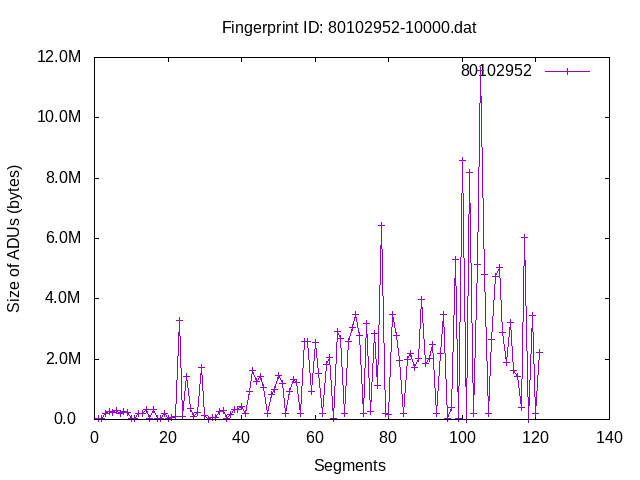 Fingerprint ID: 80102952-10000.dat
12.0M
80102952
10.0M
8.0M
6.0M
4.0M
2.0M
0.0
Size of ADUs (bytes)
0 20 40 60 80 100 120 140
Segments